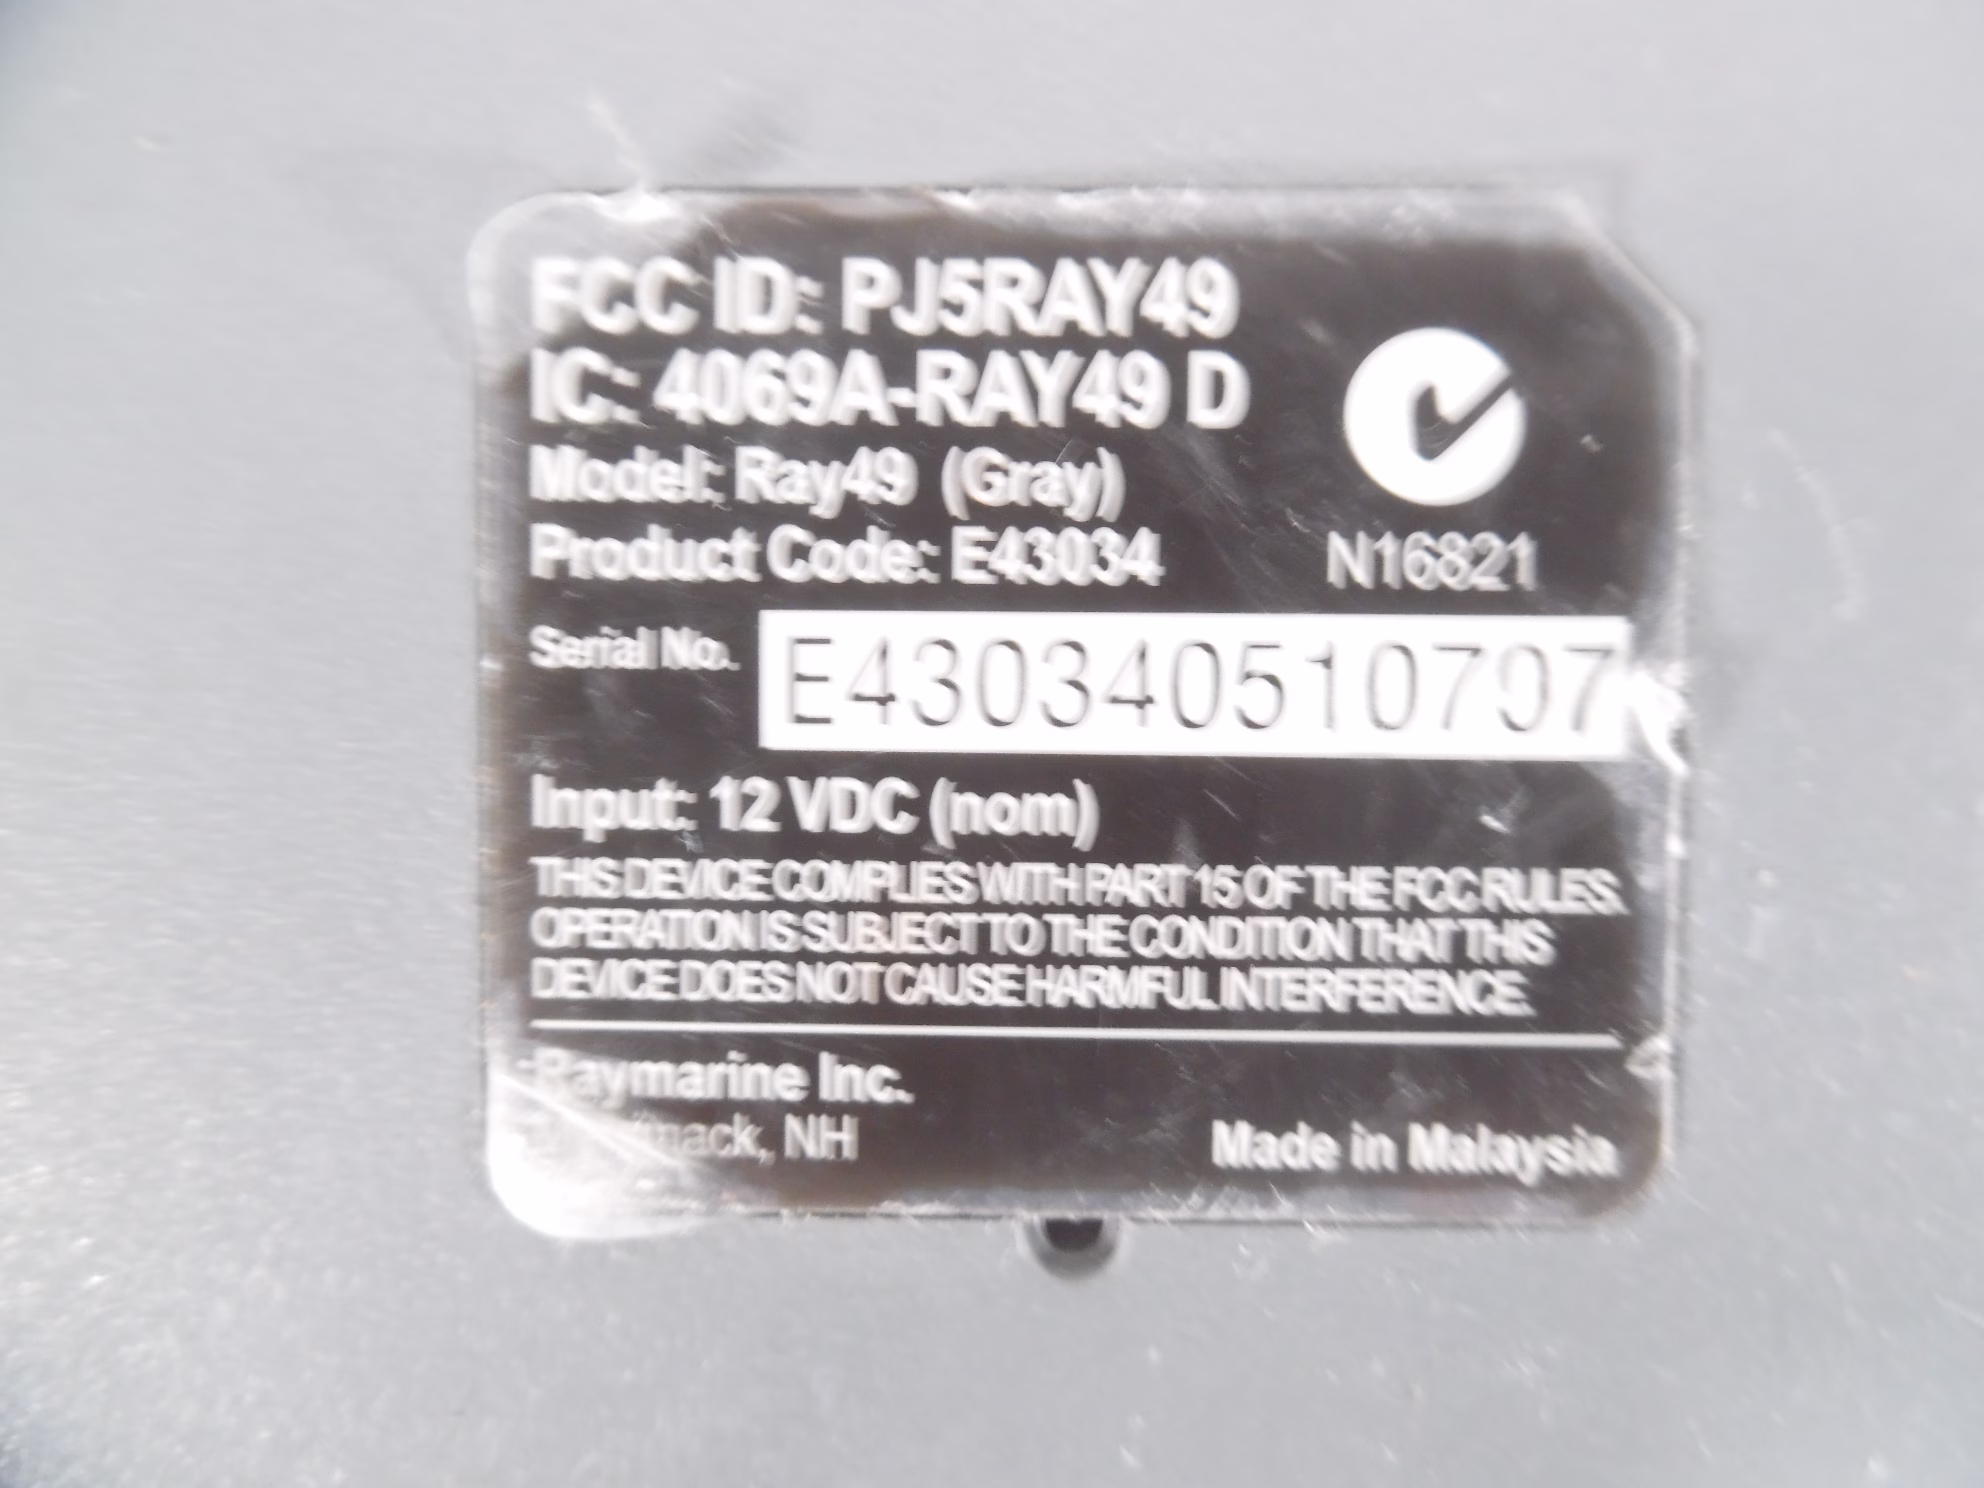 FCC ID: PJ5RAY49
IC: 4069A-RAY49 D
Model: Ray49 (Gray)
Product Code: E43034
N16821
Serial No. E430340510707
Input: 12 VDC (nom)
THIS DEVICE COMPLIES WITH PART 15 OF THE FCC RULES.
OPERATION IS SUBJECT TO THE CONDITION THAT THIS
DEVICE DOES NOT CAUSE HARMFUL INTERFERENCE.
Raymarine Inc.
NH
Made in Malaysia